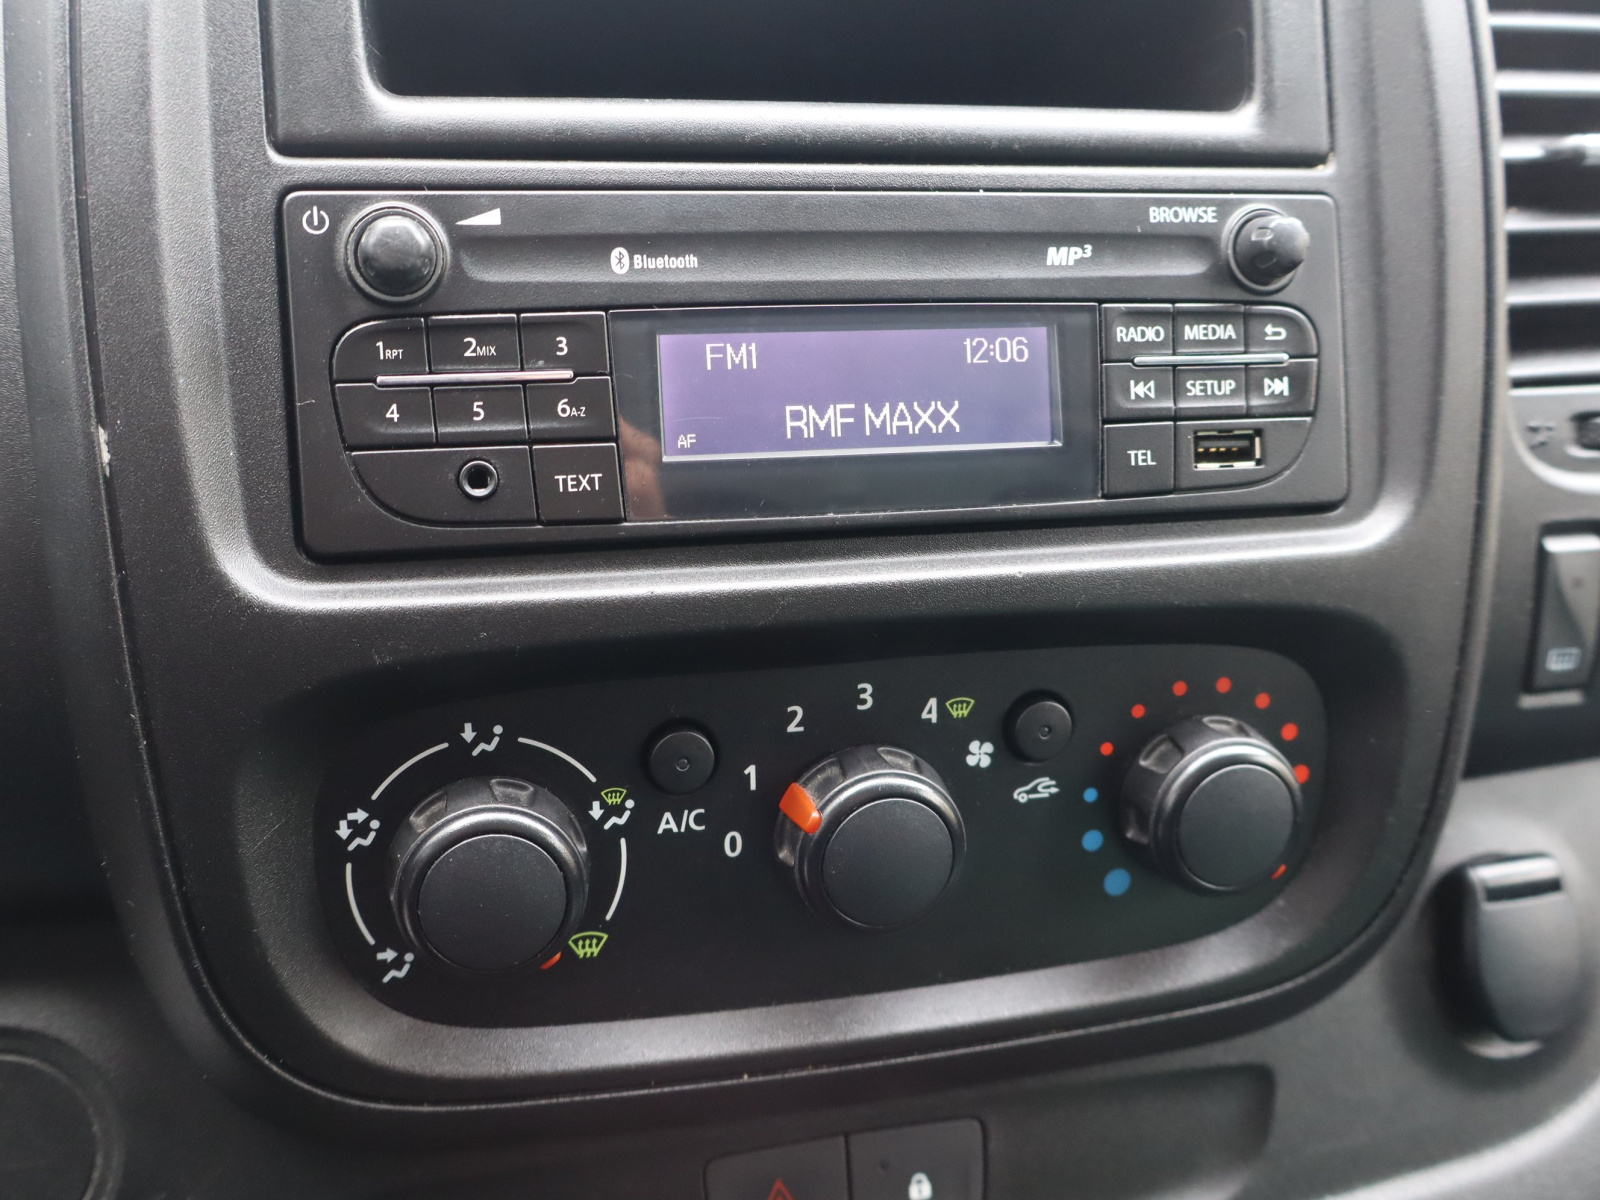 BROWSE
Bluetooth
MP3
1RPT 2MIX 3
FM1 12:06
RADIO MEDIA
4 5 6A-Z
RMF MAXX
SETUP
AF
TEXT
TEL
3
2 4
1
A/C
0